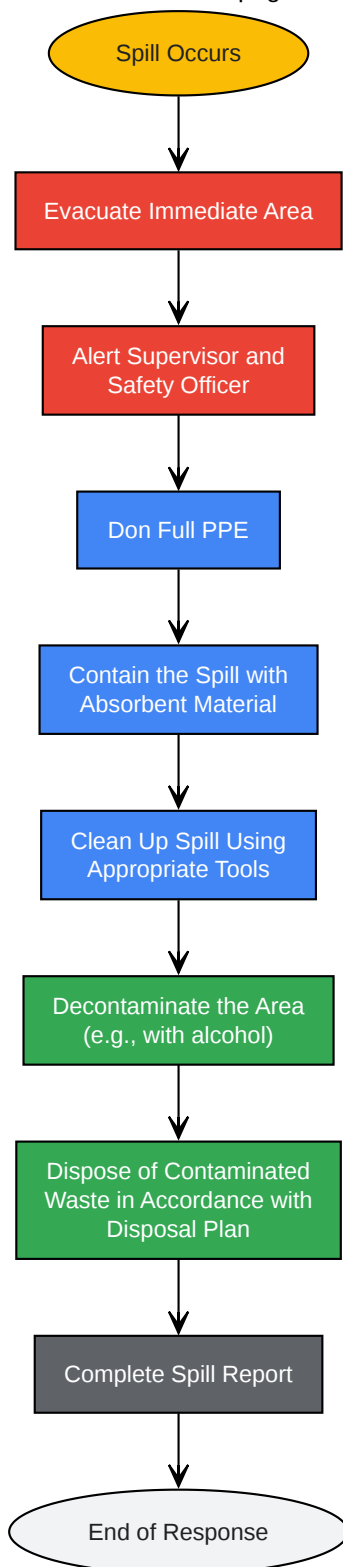 Spill Occurs
Evacuate Immediate Area
Alert Supervisor and
Safety Officer
Don Full PPE
Contain the Spill with
Absorbent Material
Clean Up Spill Using
Appropriate Tools
Decontaminate the Area
(e.g., with alcohol)
Dispose of Contaminated
Waste in Accordance with
Disposal Plan
Complete Spill Report
End of Response